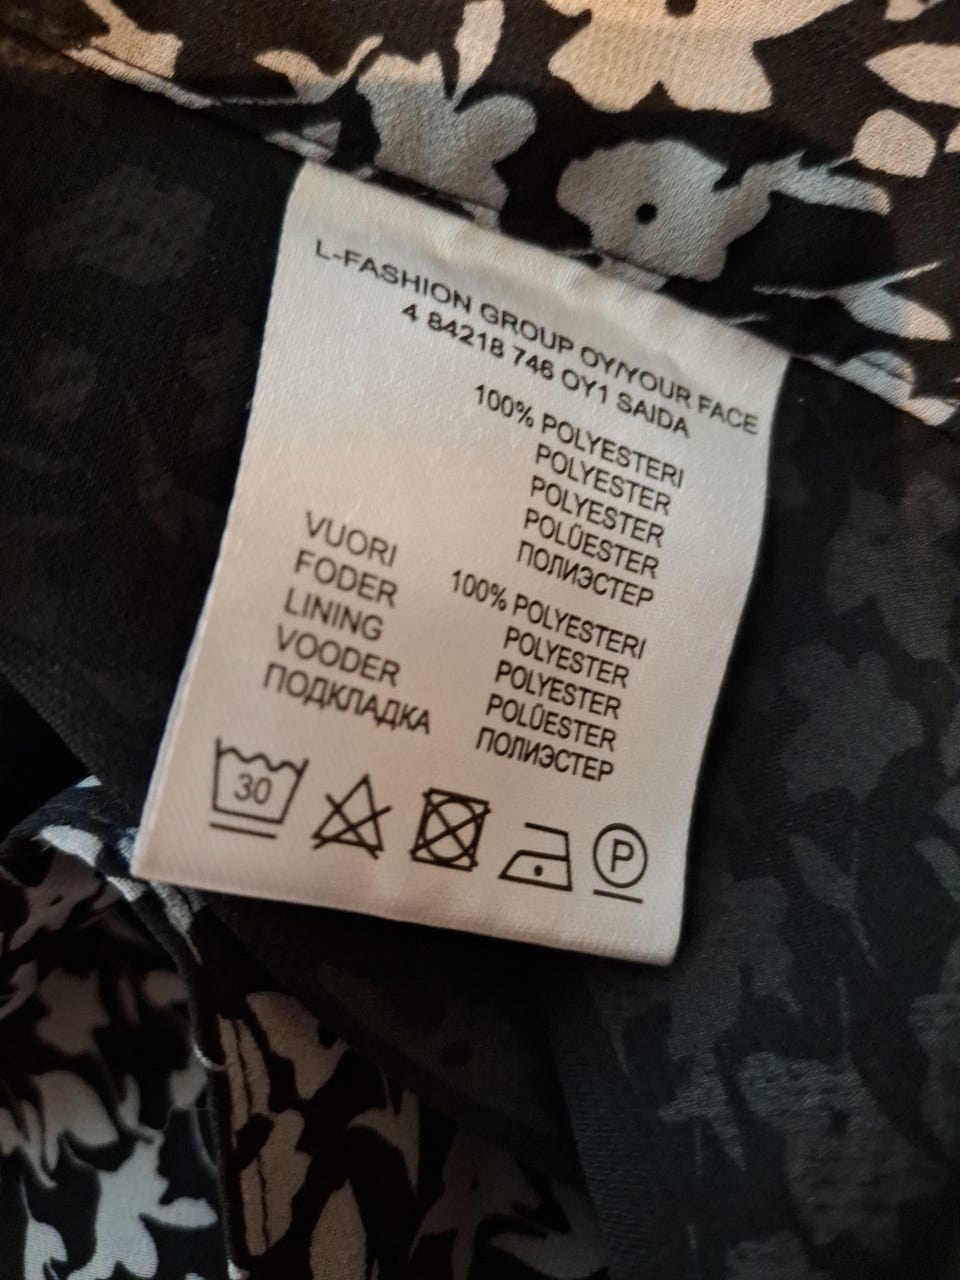 L-FASHION GROUP OY/YOUR FACE
4 84218 746 OY1 SAIDA
100% POLYESTERI
POLYESTER
POLYESTER
POLÜESTER
ПОЛИЭСТЕР
VUORI 100% POLYESTERI
FODER POLYESTER
LINING POLYESTER
VOODER POLÜESTER
ПОДКЛАДКА ПОЛИЭСТЕР
30
P